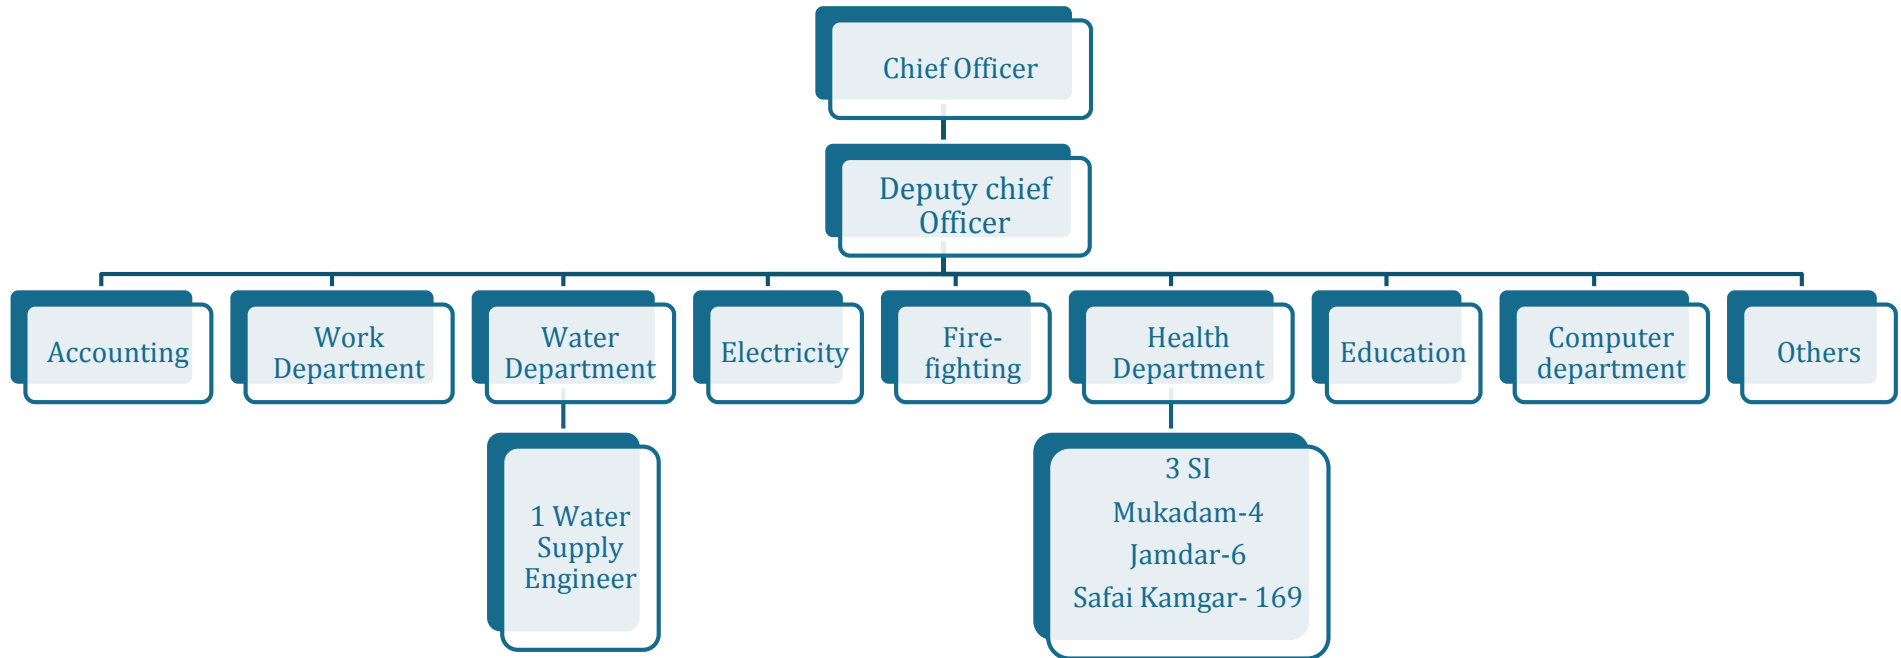 Chief Officer
Deputy chief
Officer
Accounting
Work
Department
Water
Department
Electricity
Fire-
fighting
Health
Department
Education
Computer
department
Others
1 Water
Supply
Engineer
3 SI
Mukadam-4
Jamdar-6
Safai Kamgar- 169